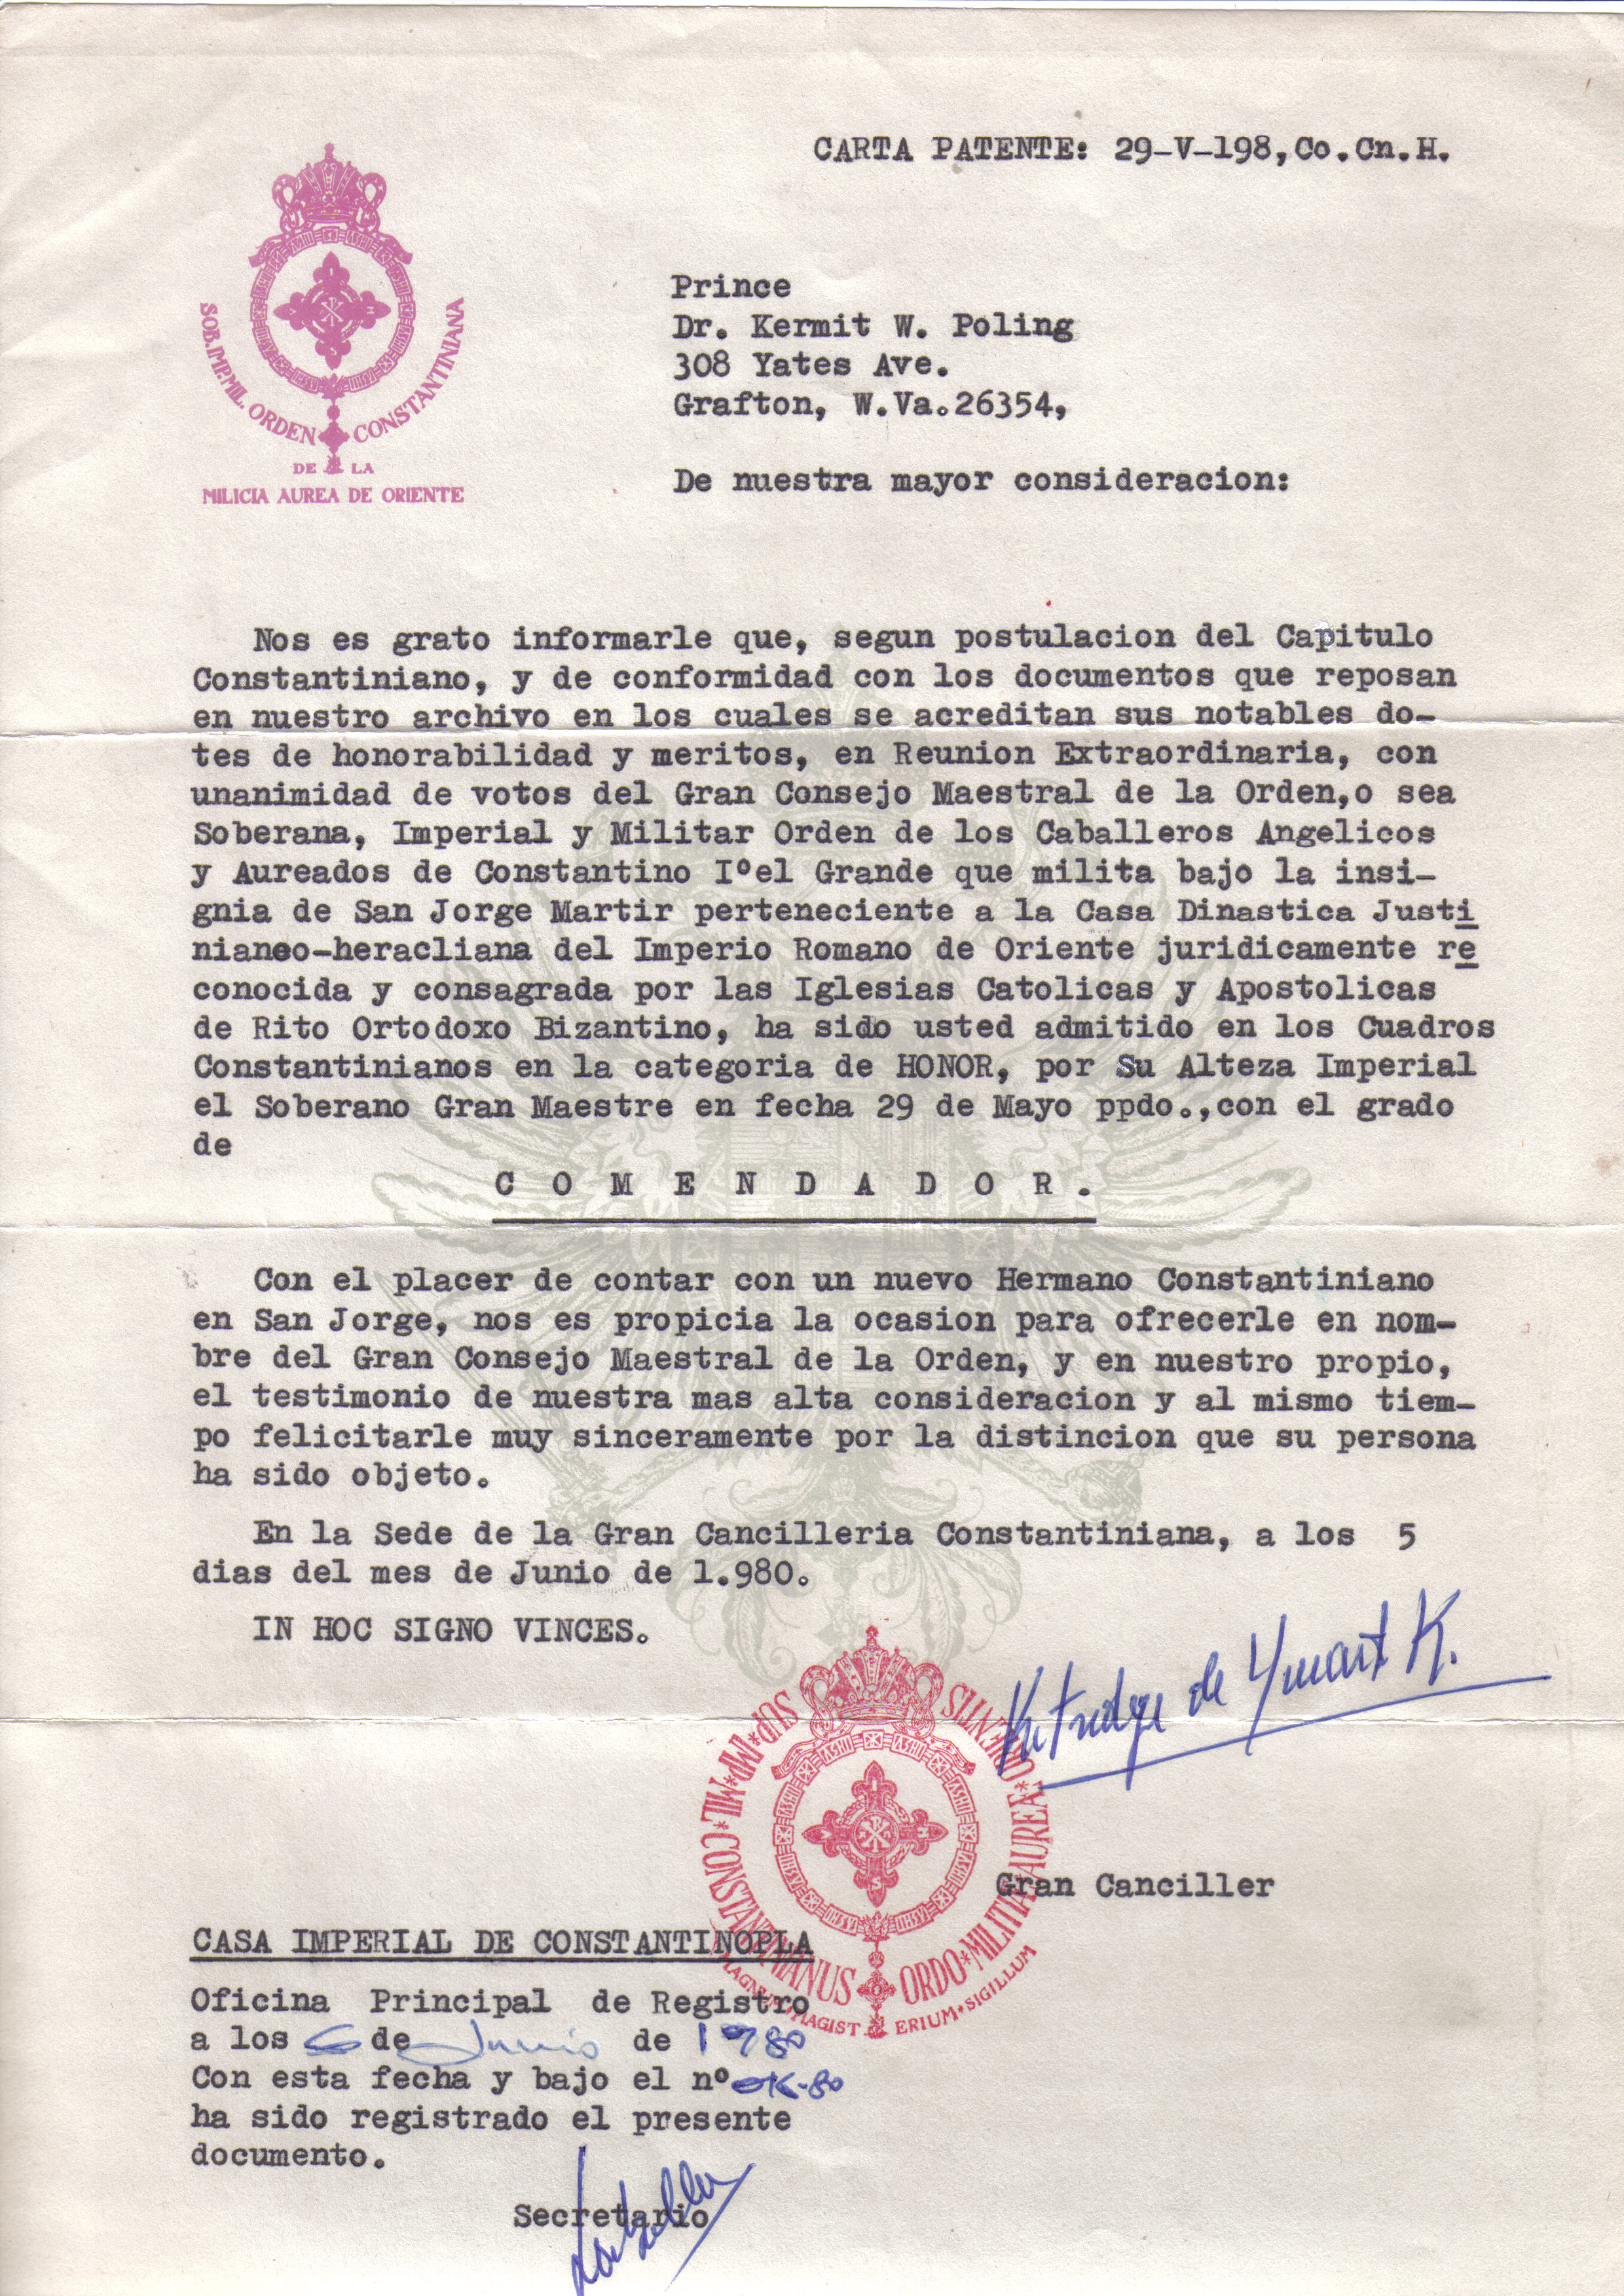 CARTA PATENTE: 29-V-198,Co.Cn.H.
SOB.IMP.MIL. ORDEN CONSTANTINIANA
DE LA
MILICIA AUREA DE ORIENTE
Prince
Dr. Kermit W. Poling
308 Yates Ave.
Grafton, W.Va.26354,
De nuestra mayor consideracion:
Nos es grato informarle que, segun postulacion del Capitulo
Constantiniano, y de conformidad con los documentos que reposan
en nuestro archivo en los cuales se acreditan sus notables do-
tes de honorabilidad y meritos, en Reunion Extraordinaria, con
unanimidad de votos del Gran Consejo Maestral de la Orden,o sea
Soberana, Imperial y Militar Orden de los Caballeros Angelicos
y Aureados de Constantino Iºel Grande que milita bajo la insi-
gnia de San Jorge Martir perteneciente a la Casa Dinastica Justi
nianeo-heracliana del Imperio Romano de Oriente juridicamente re
conocida y consagrada por las Iglesias Catolicas y Apostolicas
de Rito Ortodoxo Bizantino, ha sido usted admitido en los Cuadros
Constantinianos en la categoria de HONOR, por Su Alteza Imperial
el Soberano Gran Maestre en fecha 29 de Mayo ppdo.,con el grado
de
C O M E N D A D O R .
Con el placer de contar con un nuevo Hermano Constantiniano
en San Jorge, nos es propicia la ocasion para ofrecerle en nom-
bre del Gran Consejo Maestral de la Orden, y en nuestro propio,
el testimonio de nuestra mas alta consideracion y al mismo tiem-
po felicitarle muy sinceramente por la distincion que su persona
ha sido objeto.
En la Sede de la Gran Cancilleria Constantiniana, a los 5
dias del mes de Junio de 1.980.
IN HOC SIGNO VINCES.
SUP*IMP*MIL*CONSTANTINIANUS ORDO*MILITIA*AUREA*ORIENTIS
MAGNUM*MAGISTERIUM*SIGILLUM
Gran Canciller
CASA IMPERIAL DE CONSTANTINOPLA
Oficina Principal de Registro
a los 6 de Junio de 1980
Con esta fecha y bajo el nº
ha sido registrado el presente
documento.
Secretario